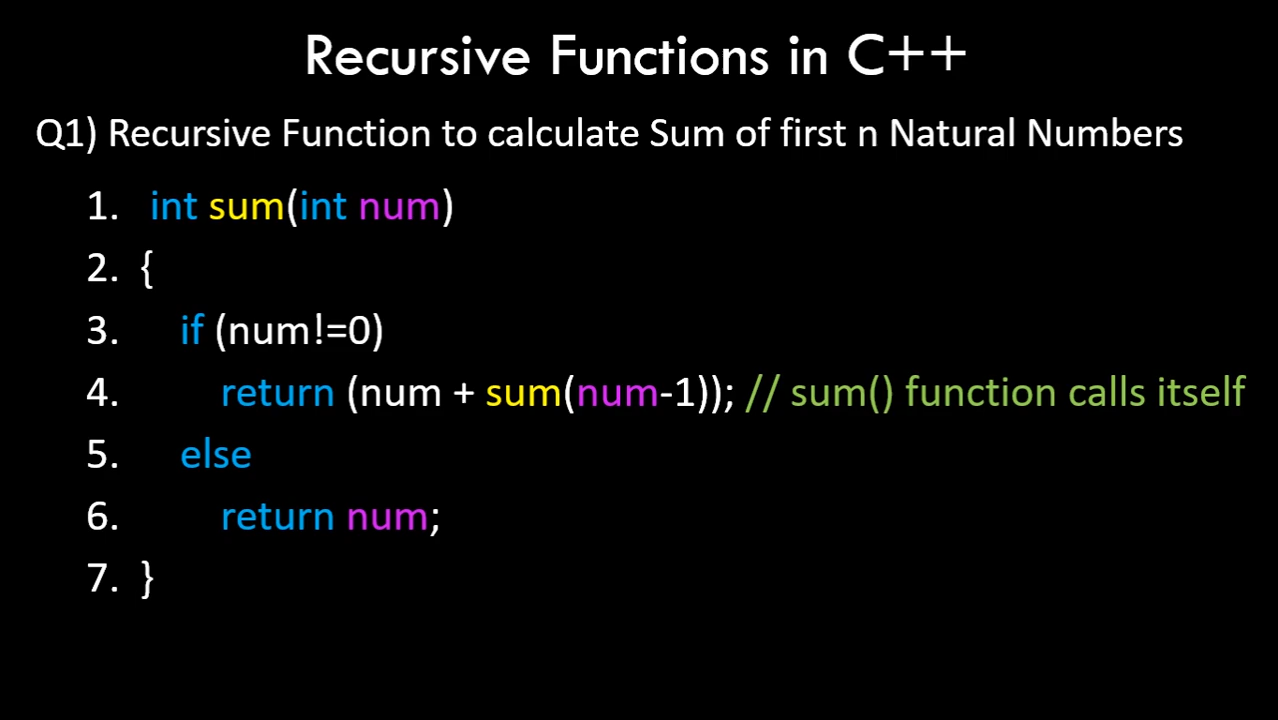 Recursive Functions in C++
Q1) Recursive Function to calculate Sum of first n Natural Numbers
1. int sum(int num)
2. {
3. if (num!=0)
4. return (num + sum(num-1)); // sum() function calls itself
5. else
6. return num;
7. }